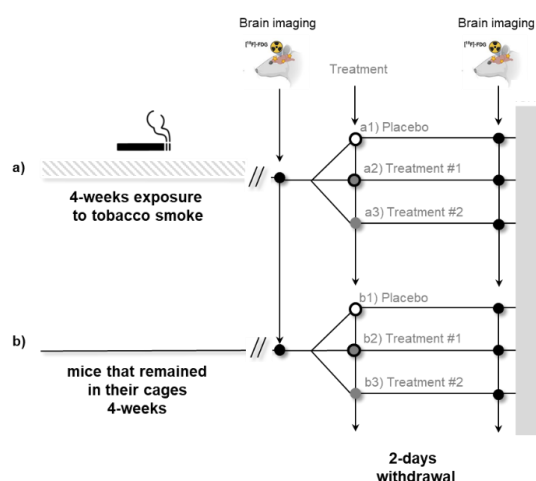 Brain imaging
Brain imaging
[¹⁸F]-FDG
[¹⁸F]-FDG
Treatment
a1) Placebo
a)
a2) Treatment #1
4-weeks exposure
to tobacco smoke
a3) Treatment #2
b1) Placebo
b)
b2) Treatment #1
mice that remained
in their cages
4-weeks
b3) Treatment #2
2-days
withdrawal